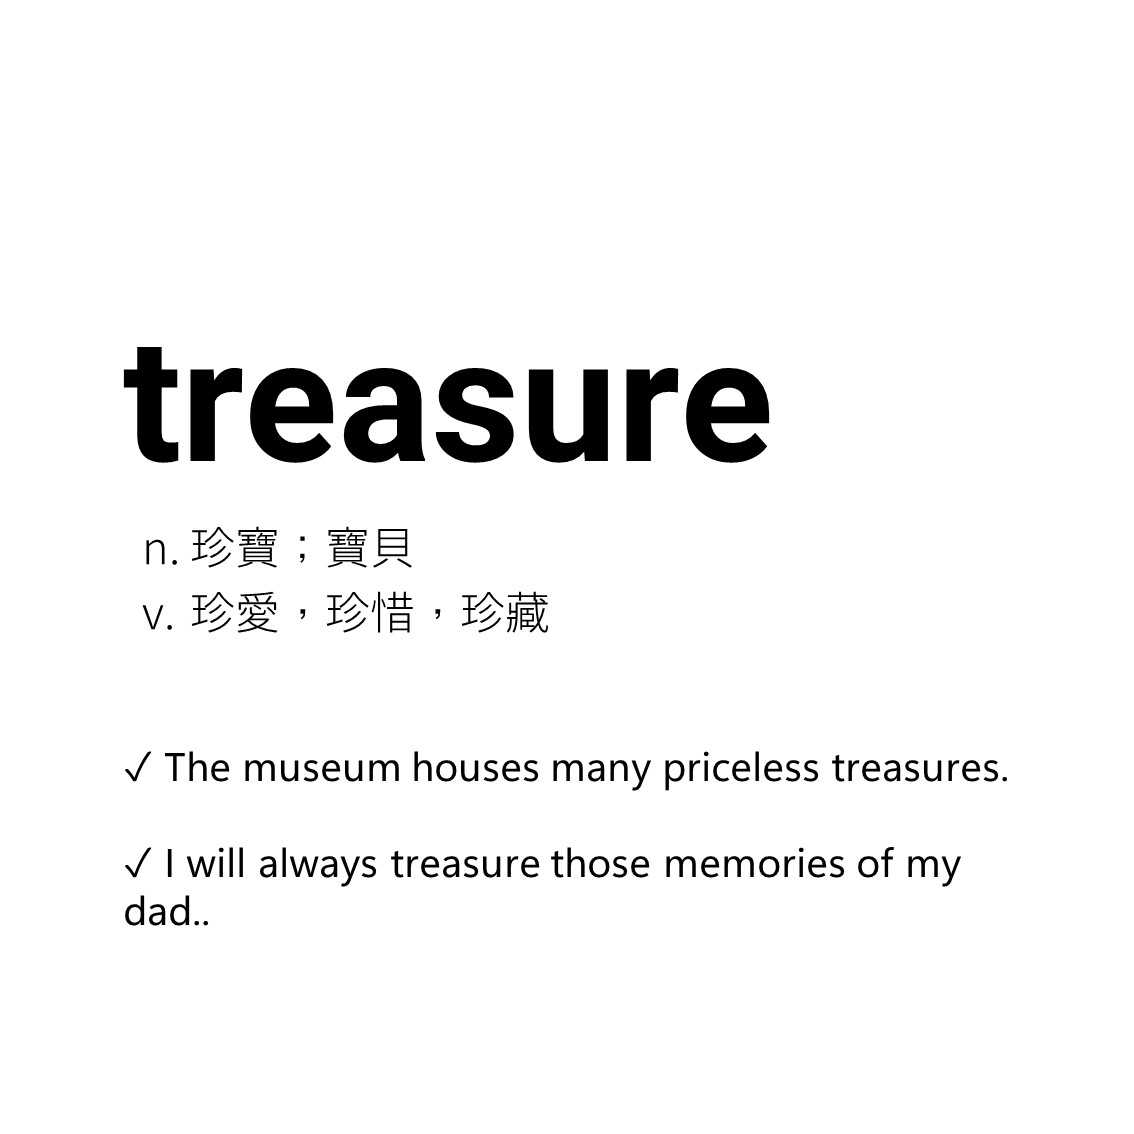 treasure
n. 珍寶；寶貝
v. 珍愛，珍惜，珍藏
✓ The museum houses many priceless treasures.
✓ I will always treasure those memories of my
dad..